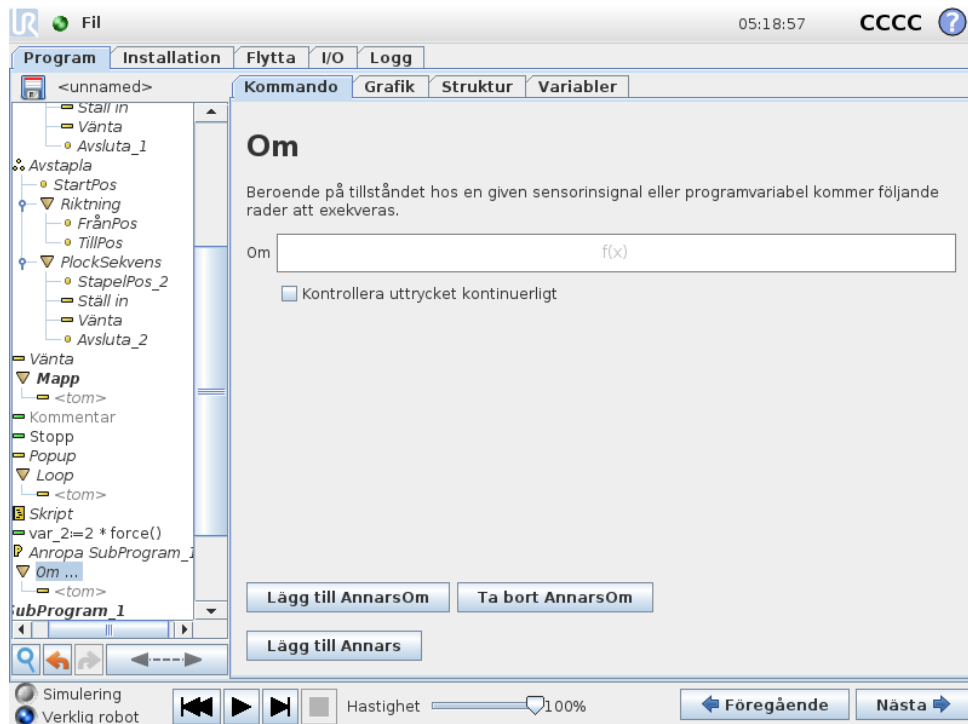 UR Fil 05:18:57 CCCC ?
Program Installation Flytta I/O Logg
<unnamed>
Kommando Grafik Struktur Variabler
Ställ in
Vänta
Avsluta_1
Avstapla
StartPos
Riktning
FrånPos
TillPos
PlockSekvens
StapelPos_2
Ställ in
Vänta
Avsluta_2
Vänta
Mapp
<tom>
Kommentar
Stopp
Popup
Loop
<tom>
Skript
var_2:=2 * force()
P Anropa SubProgram_1
Om ...
<tom>
SubProgram_1
Om
Beroende på tillståndet hos en given sensorinsignal eller programvariabel kommer följande
rader att exekveras.
Om f(x)
Kontrollera uttrycket kontinuerligt
Lägg till AnnarsOm Ta bort AnnarsOm
Lägg till Annars
Simulering
Verklig robot
Hastighet 100%
Föregående Nästa